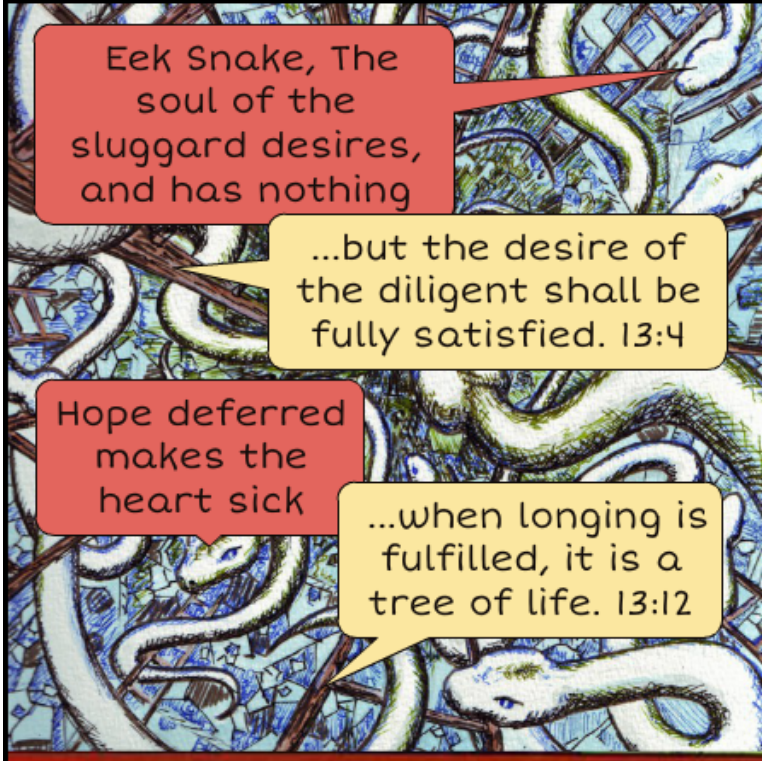 Eek Snake, The
soul of the
sluggard desires,
and has nothing
...but the desire of
the diligent shall be
fully satisfied. 13:4
Hope deferred
makes the
heart sick
...when longing is
fulfilled, it is a
tree of life. 13:12